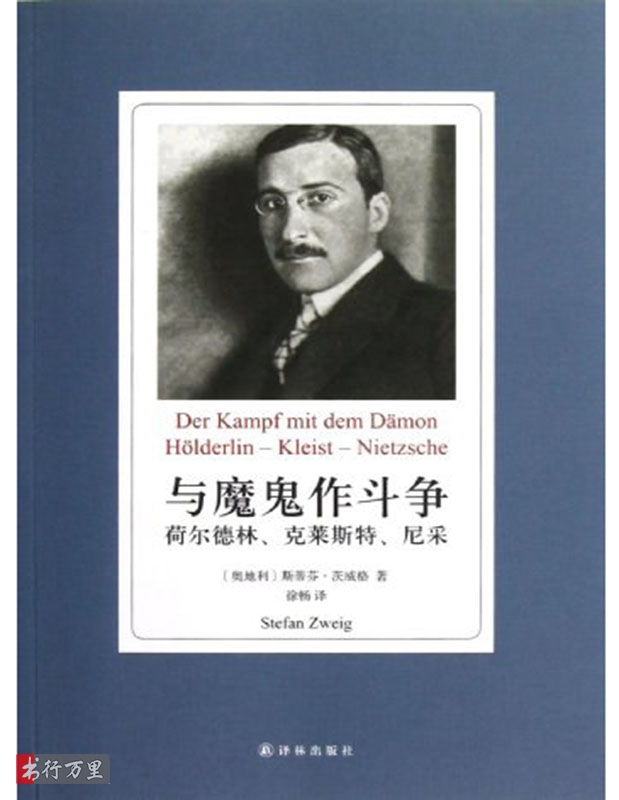 Der Kampf mit dem Dämon
Hölderlin – Kleist – Nietzsche
与魔鬼作斗争
荷尔德林、克莱斯特、尼采
〔奥地利〕斯蒂芬·茨威格 著
徐畅 译
Stefan Zweig
译林出版社
书行万里